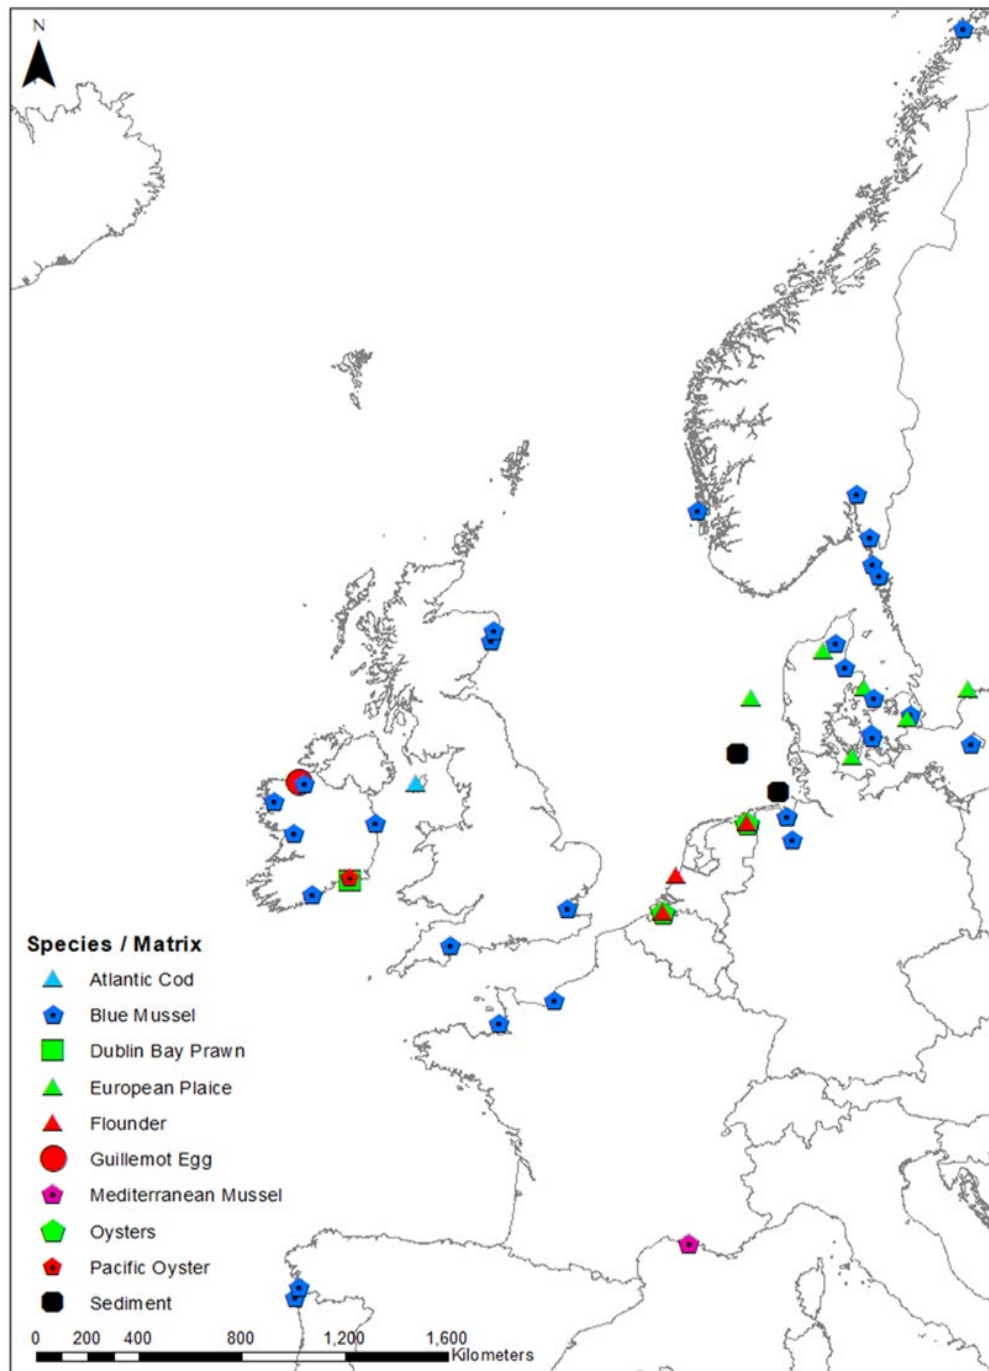 N
Species / Matrix
Atlantic Cod
Blue Mussel
Dublin Bay Prawn
European Plaice
Flounder
Guillemot Egg
Mediterranean Mussel
Oysters
Pacific Oyster
Sediment
0 200 400 800 1,200 1,600
Kilometers